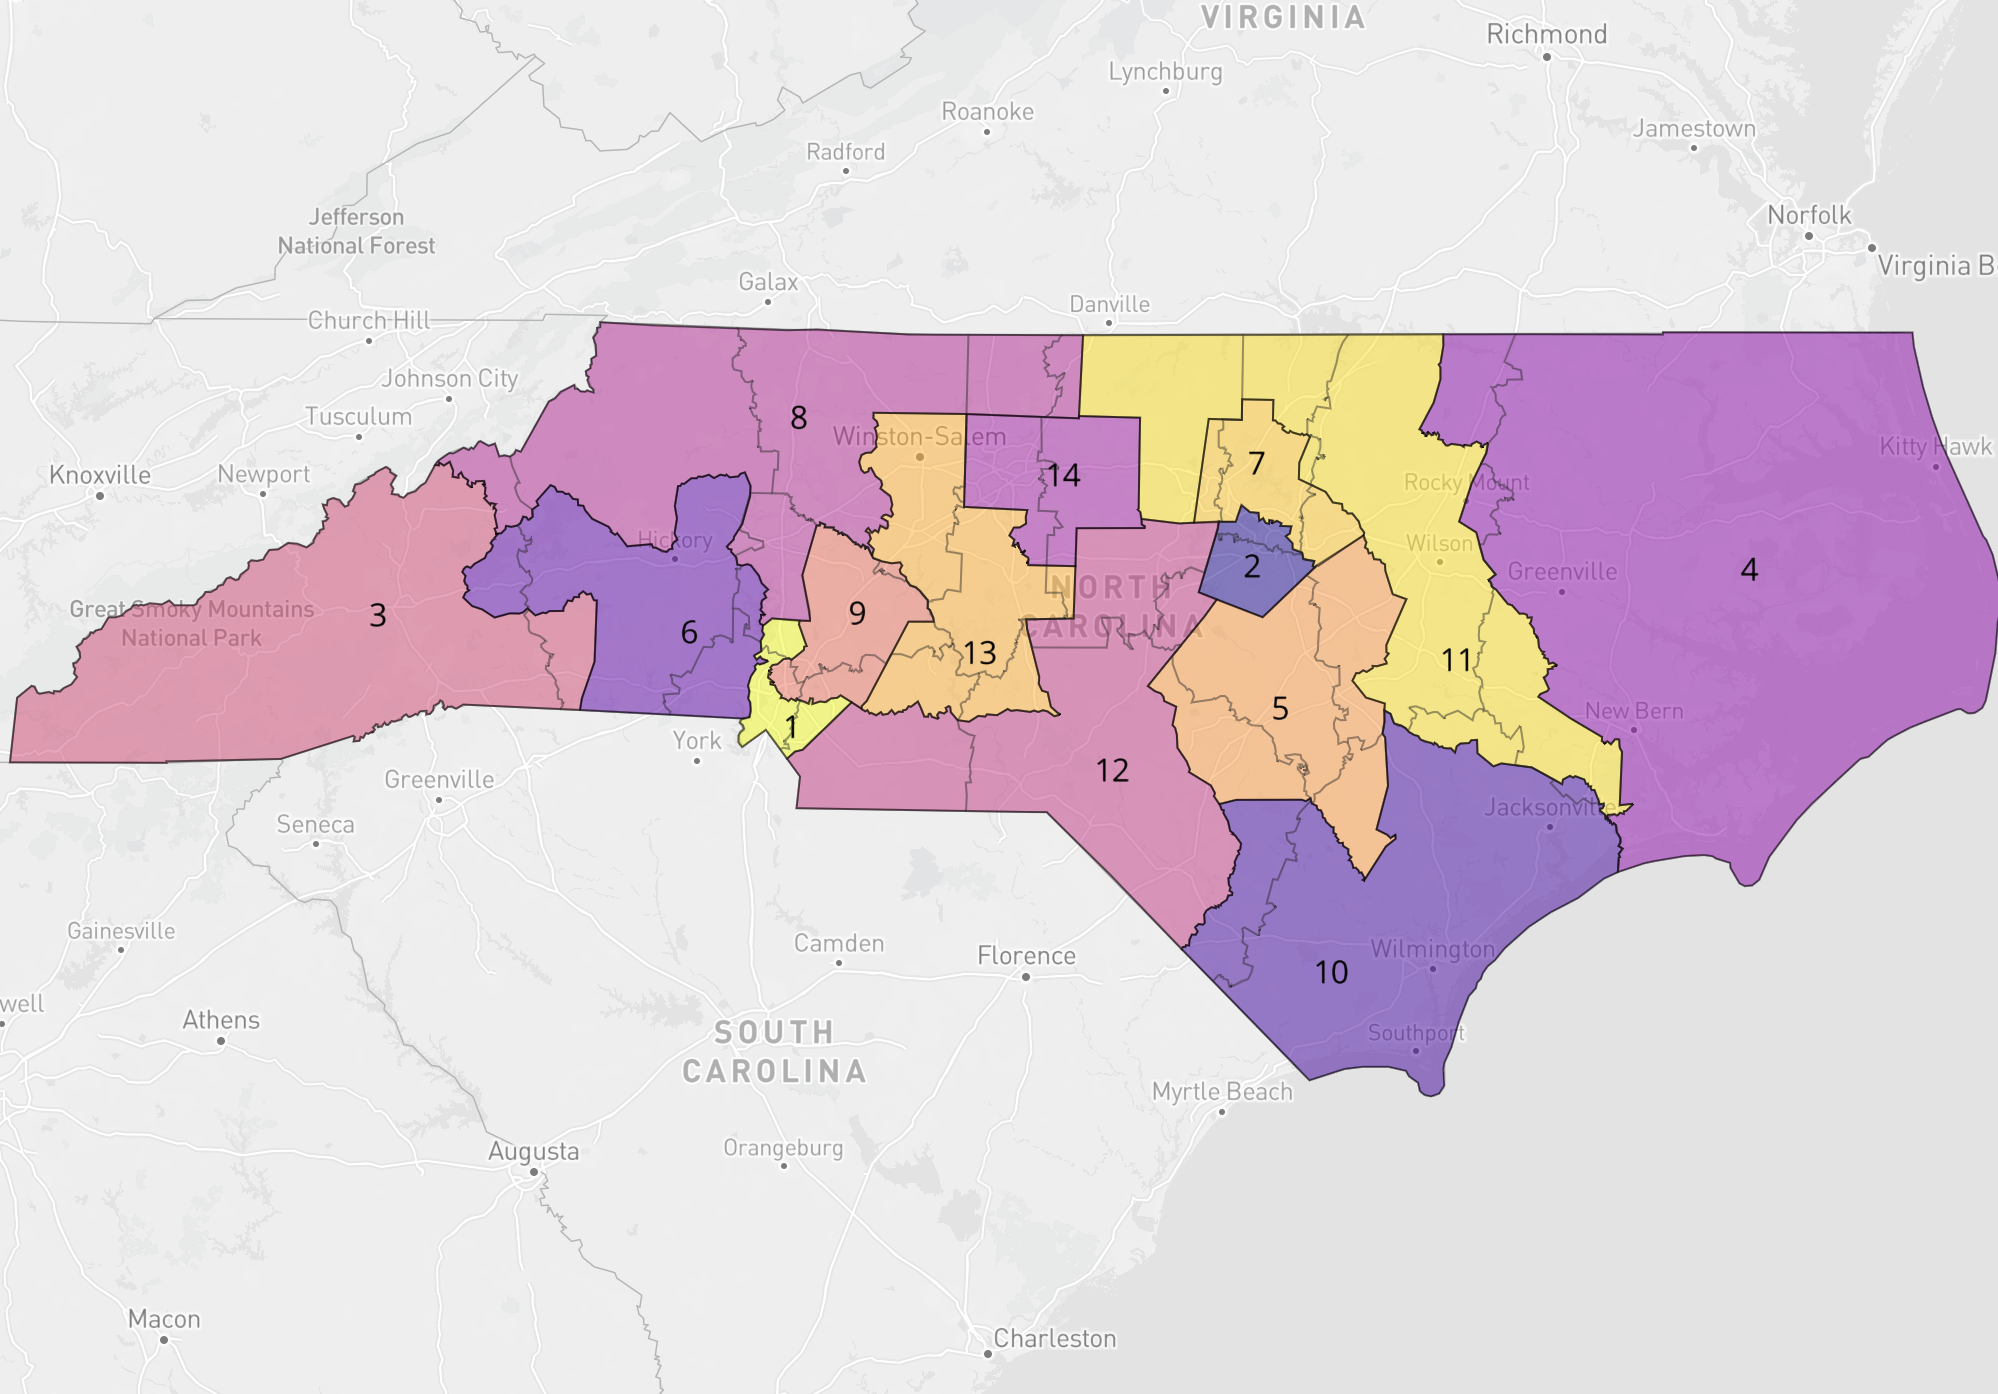 VIRGINIA
Richmond
Lynchburg
Roanoke
Jamestown
Radford
Norfolk
Jefferson
National Forest
Virginia B
Galax
Danville
Church Hill
Johnson City
Tusculum
8
Winston-Salem
Kitty Hawk
Knoxville
Newport
14
7
Rocky Mount
Hickory
Wilson
2
Greenville
4
NORTH
CAROLINA
Great Smoky Mountains
National Park
3
9
6
13
11
5
New Bern
1
York
12
Greenville
Jacksonville
Seneca
Gainesville
Camden
Florence
Wilmington
10
well
Athens
SOUTH
CAROLINA
Southport
Myrtle Beach
Augusta
Orangeburg
Macon
Charleston